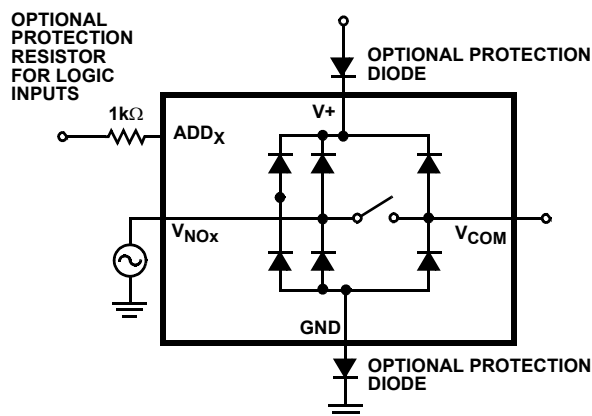 OPTIONAL
PROTECTION
RESISTOR
FOR LOGIC
INPUTS
OPTIONAL PROTECTION
DIODE
1kΩ
ADDX
V+
VNOx
VCOM
GND
OPTIONAL PROTECTION
DIODE